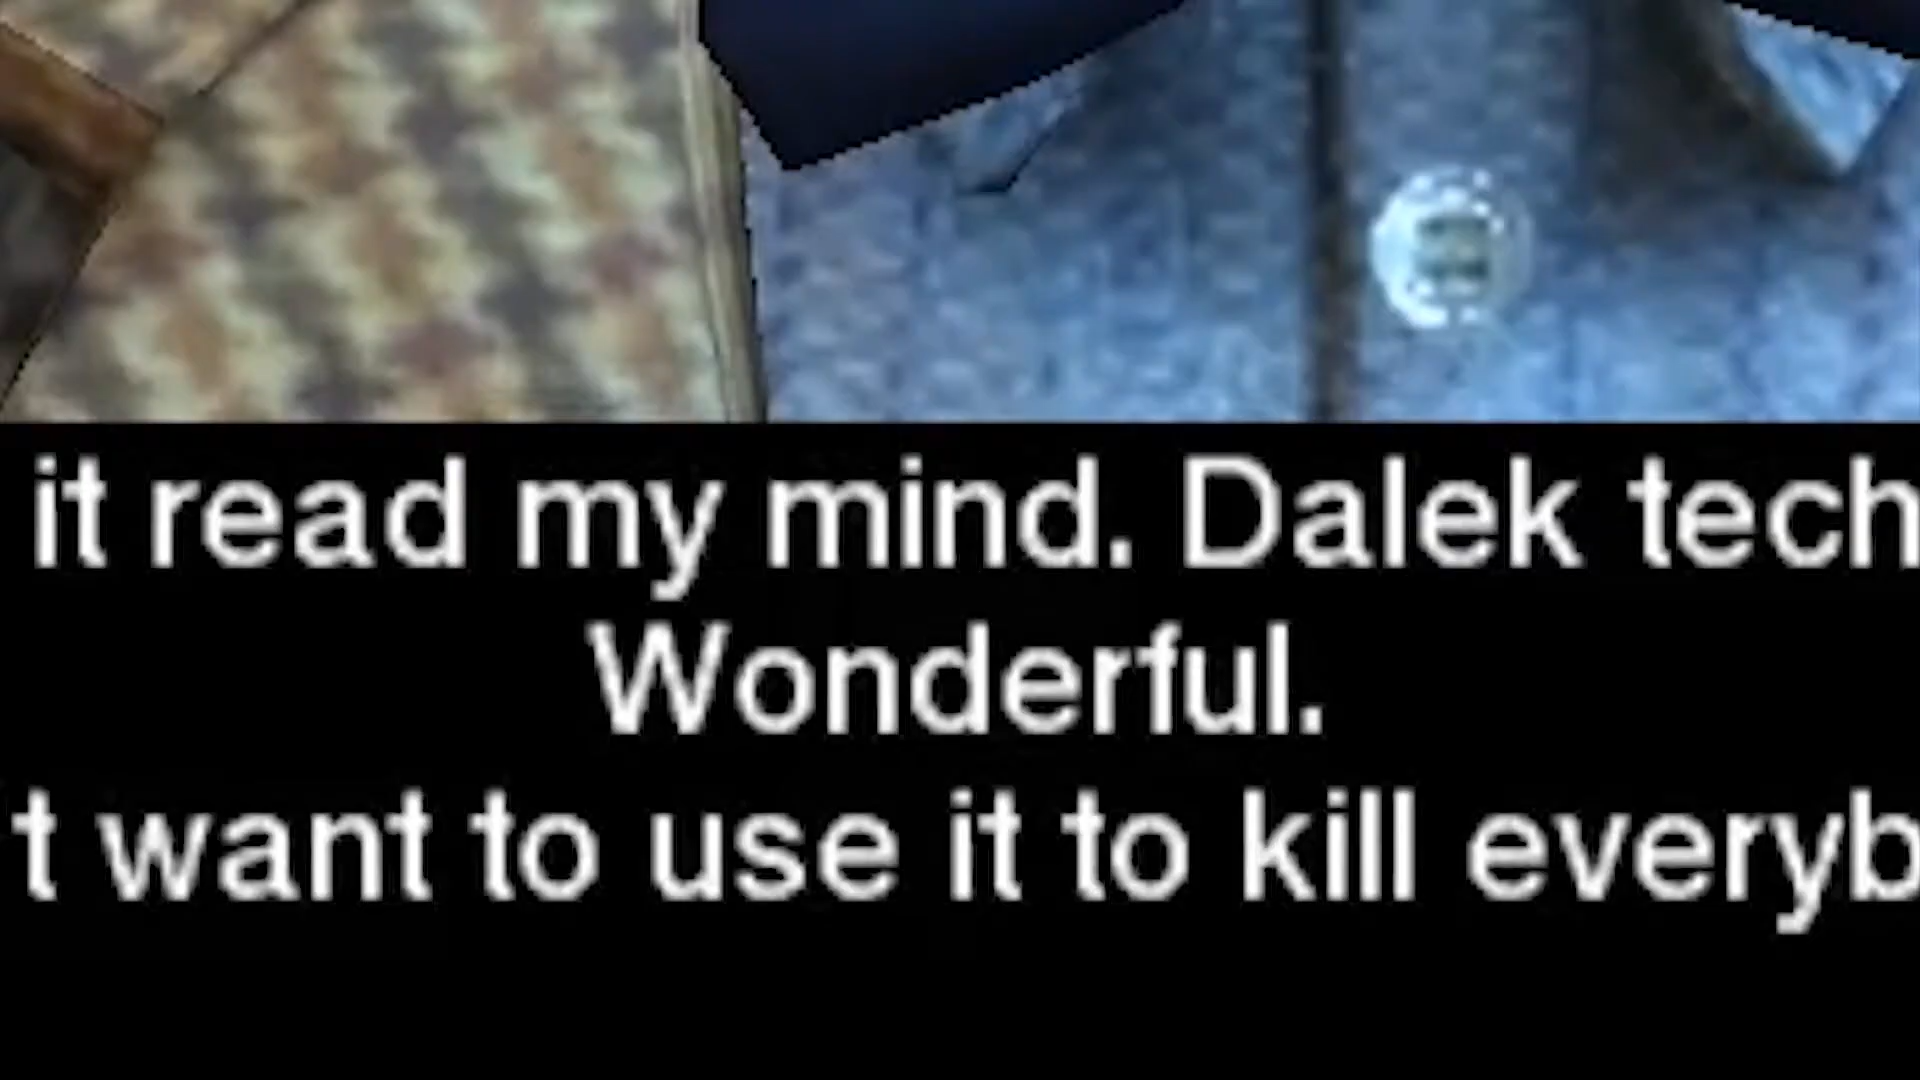 it read my mind. Dalek tech
Wonderful.
't want to use it to kill everyb